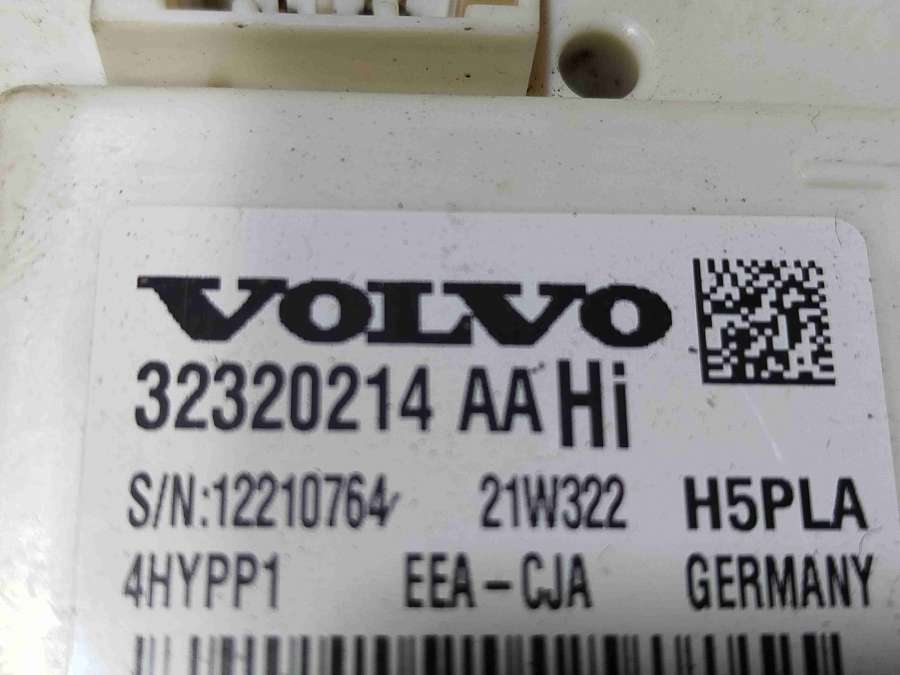 VOLVO
32320214 AA Hi
S/N:12210764 21W322 H5PLA
4HYPP1 EEA-CJA GERMANY